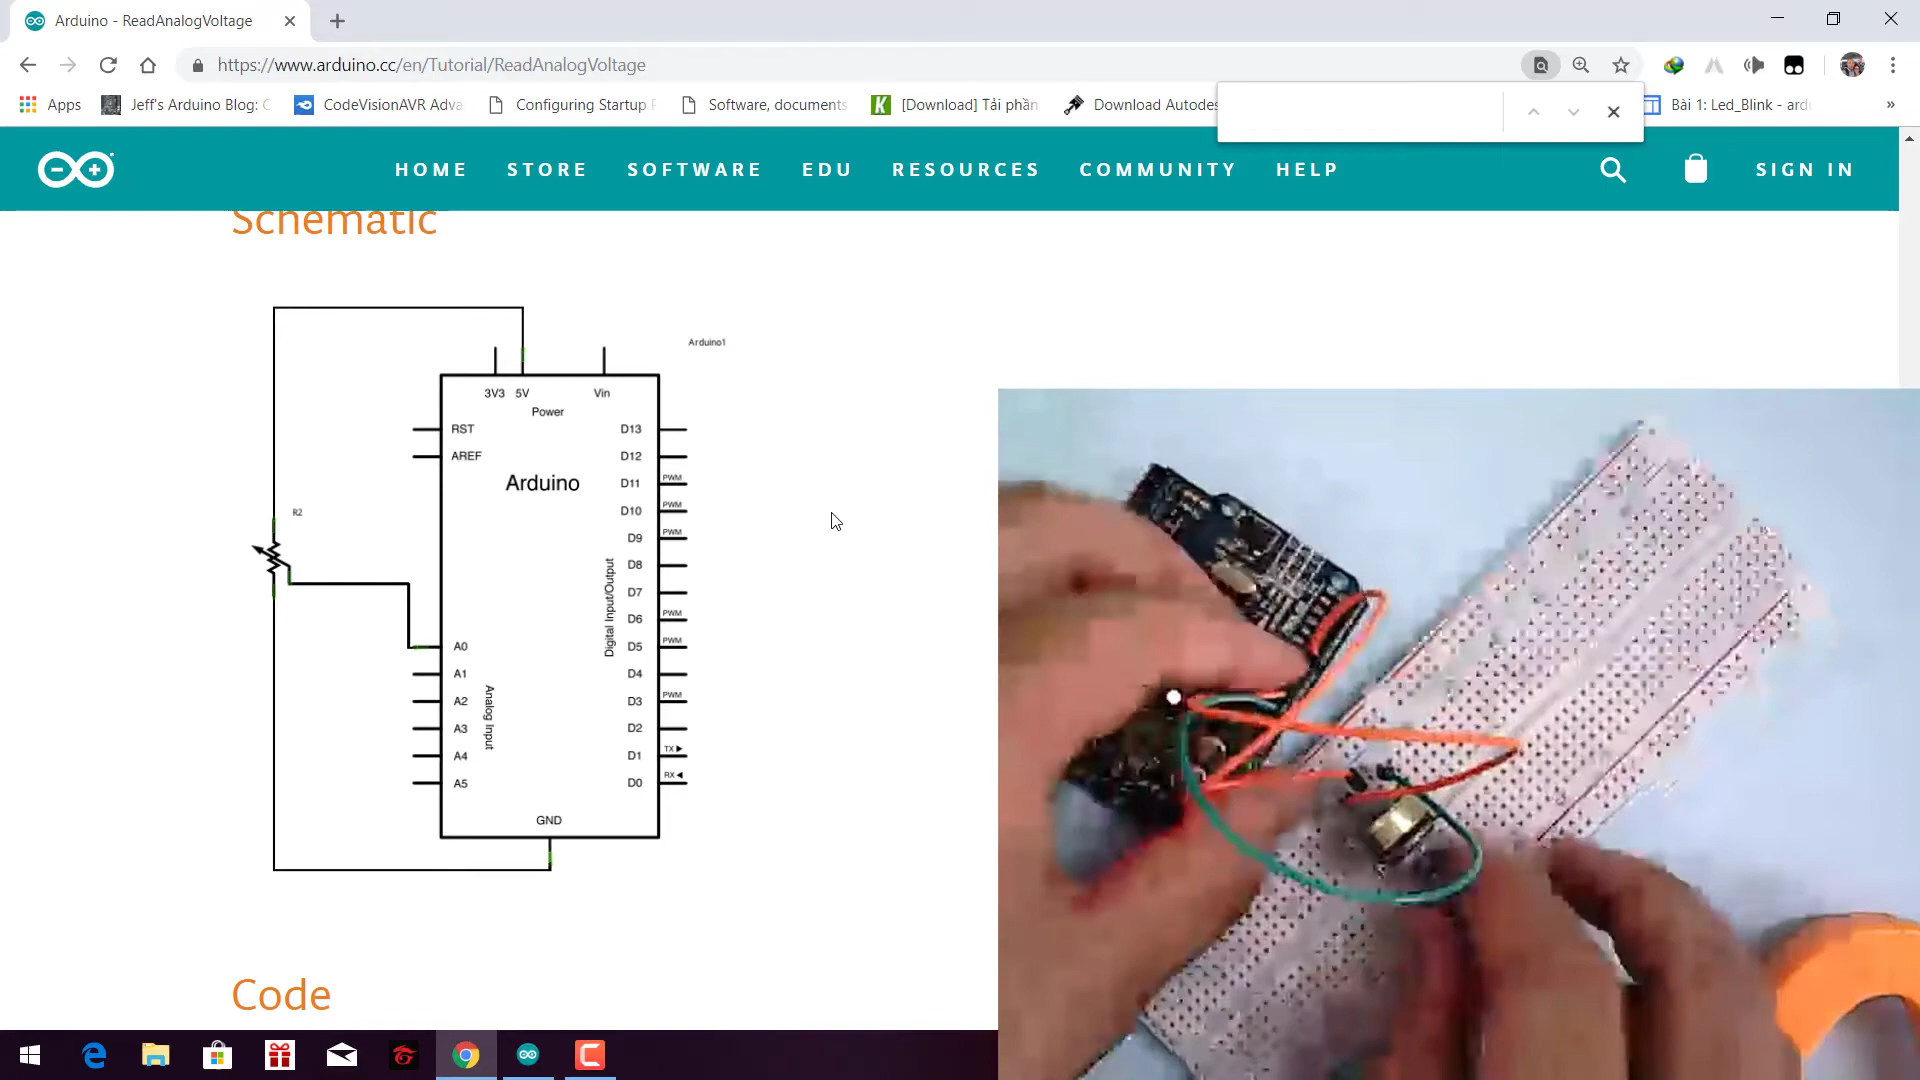 Arduino - ReadAnalogVoltage
https://www.arduino.cc/en/Tutorial/ReadAnalogVoltage
Apps
Jeff's Arduino Blog: C
CodeVisionAVR Adva
Configuring Startup
Software, documents
[Download] Tải phần
Download Autodes
Bài 1: Led_Blink - ard
»
HOME STORE SOFTWARE EDU RESOURCES COMMUNITY HELP SIGN IN
Schematic
Arduino1
3V3 5V Vin
Power
RST D13
AREF D12
Arduino
D11 PWM
D10 PWM
D9 PWM
D8
D7
D6 PWM
A0 D5 PWM
A1 D4
A2 D3 PWM
A3 D2
A4 D1 TX
A5 D0 RX
Digital Input/Output
Analog Input
GND
R2
Code